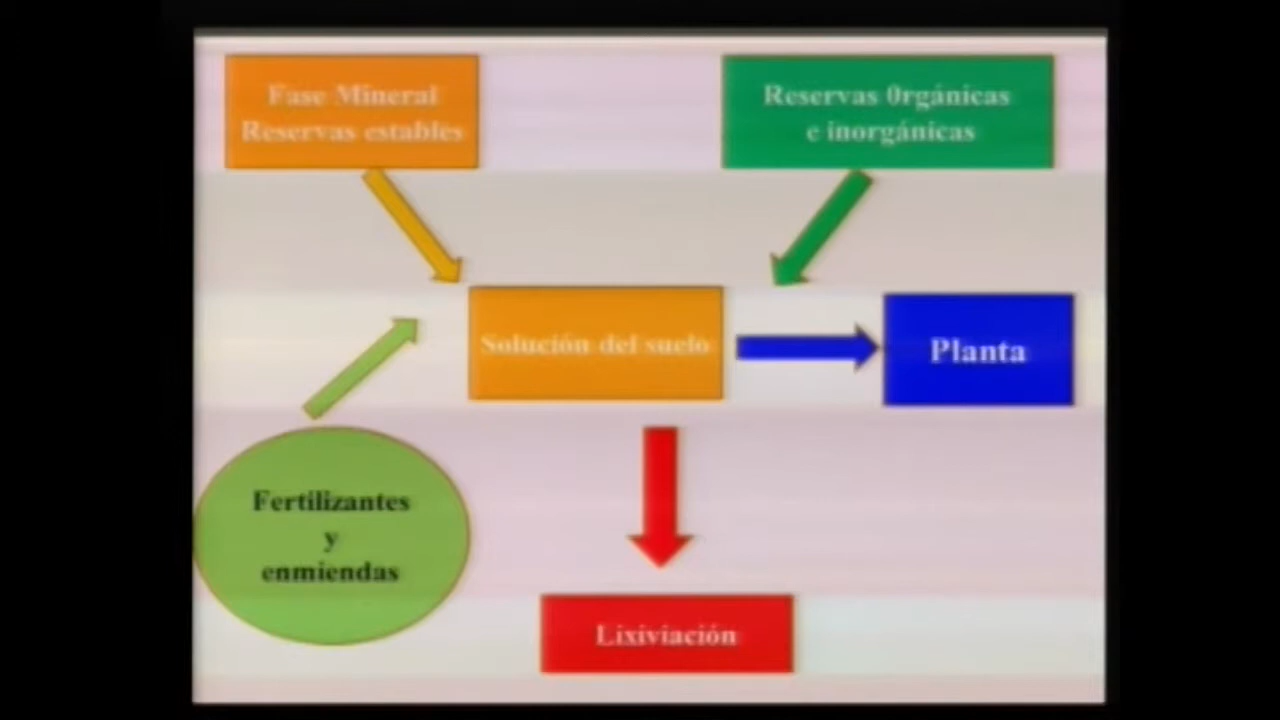 Fase Mineral
Reservas estables
Reservas 0rgánicas
e inorgánicas
Solución del suelo
Planta
Fertilizantes
y
enmiendas
Lixiviación